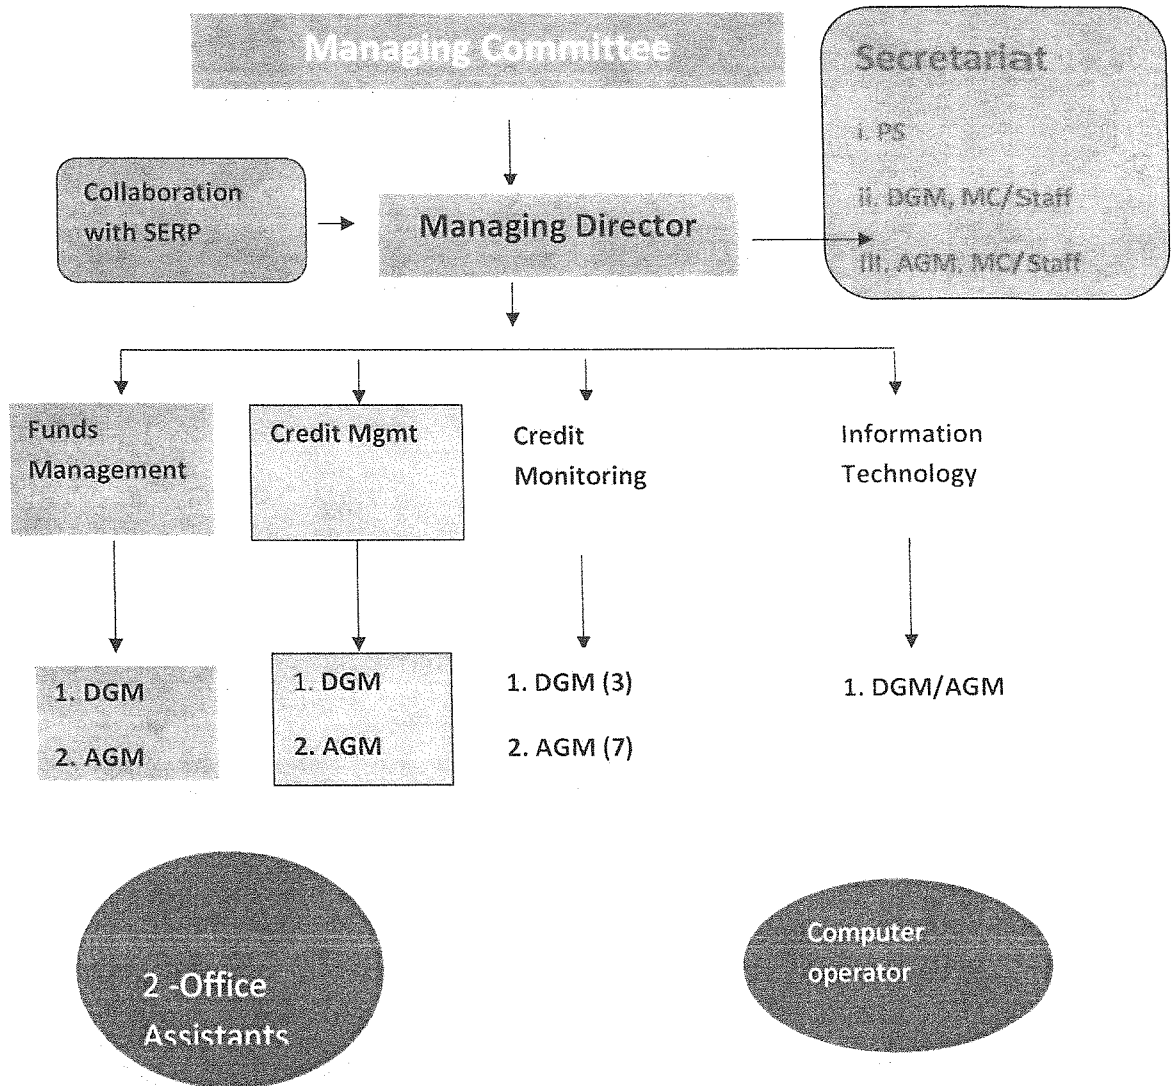 Managing Committee
Secretariat
i. PS
ii. DGM, MC/Staff
iii. AGM, MC/Staff
Collaboration
with SERP
Managing Director
Funds
Management
Credit Mgmt
Credit
Monitoring
Information
Technology
1. DGM
2. AGM
1. DGM
2. AGM
1. DGM (3)
2. AGM (7)
1. DGM/AGM
2 -Office
Assistants
Computer
operator